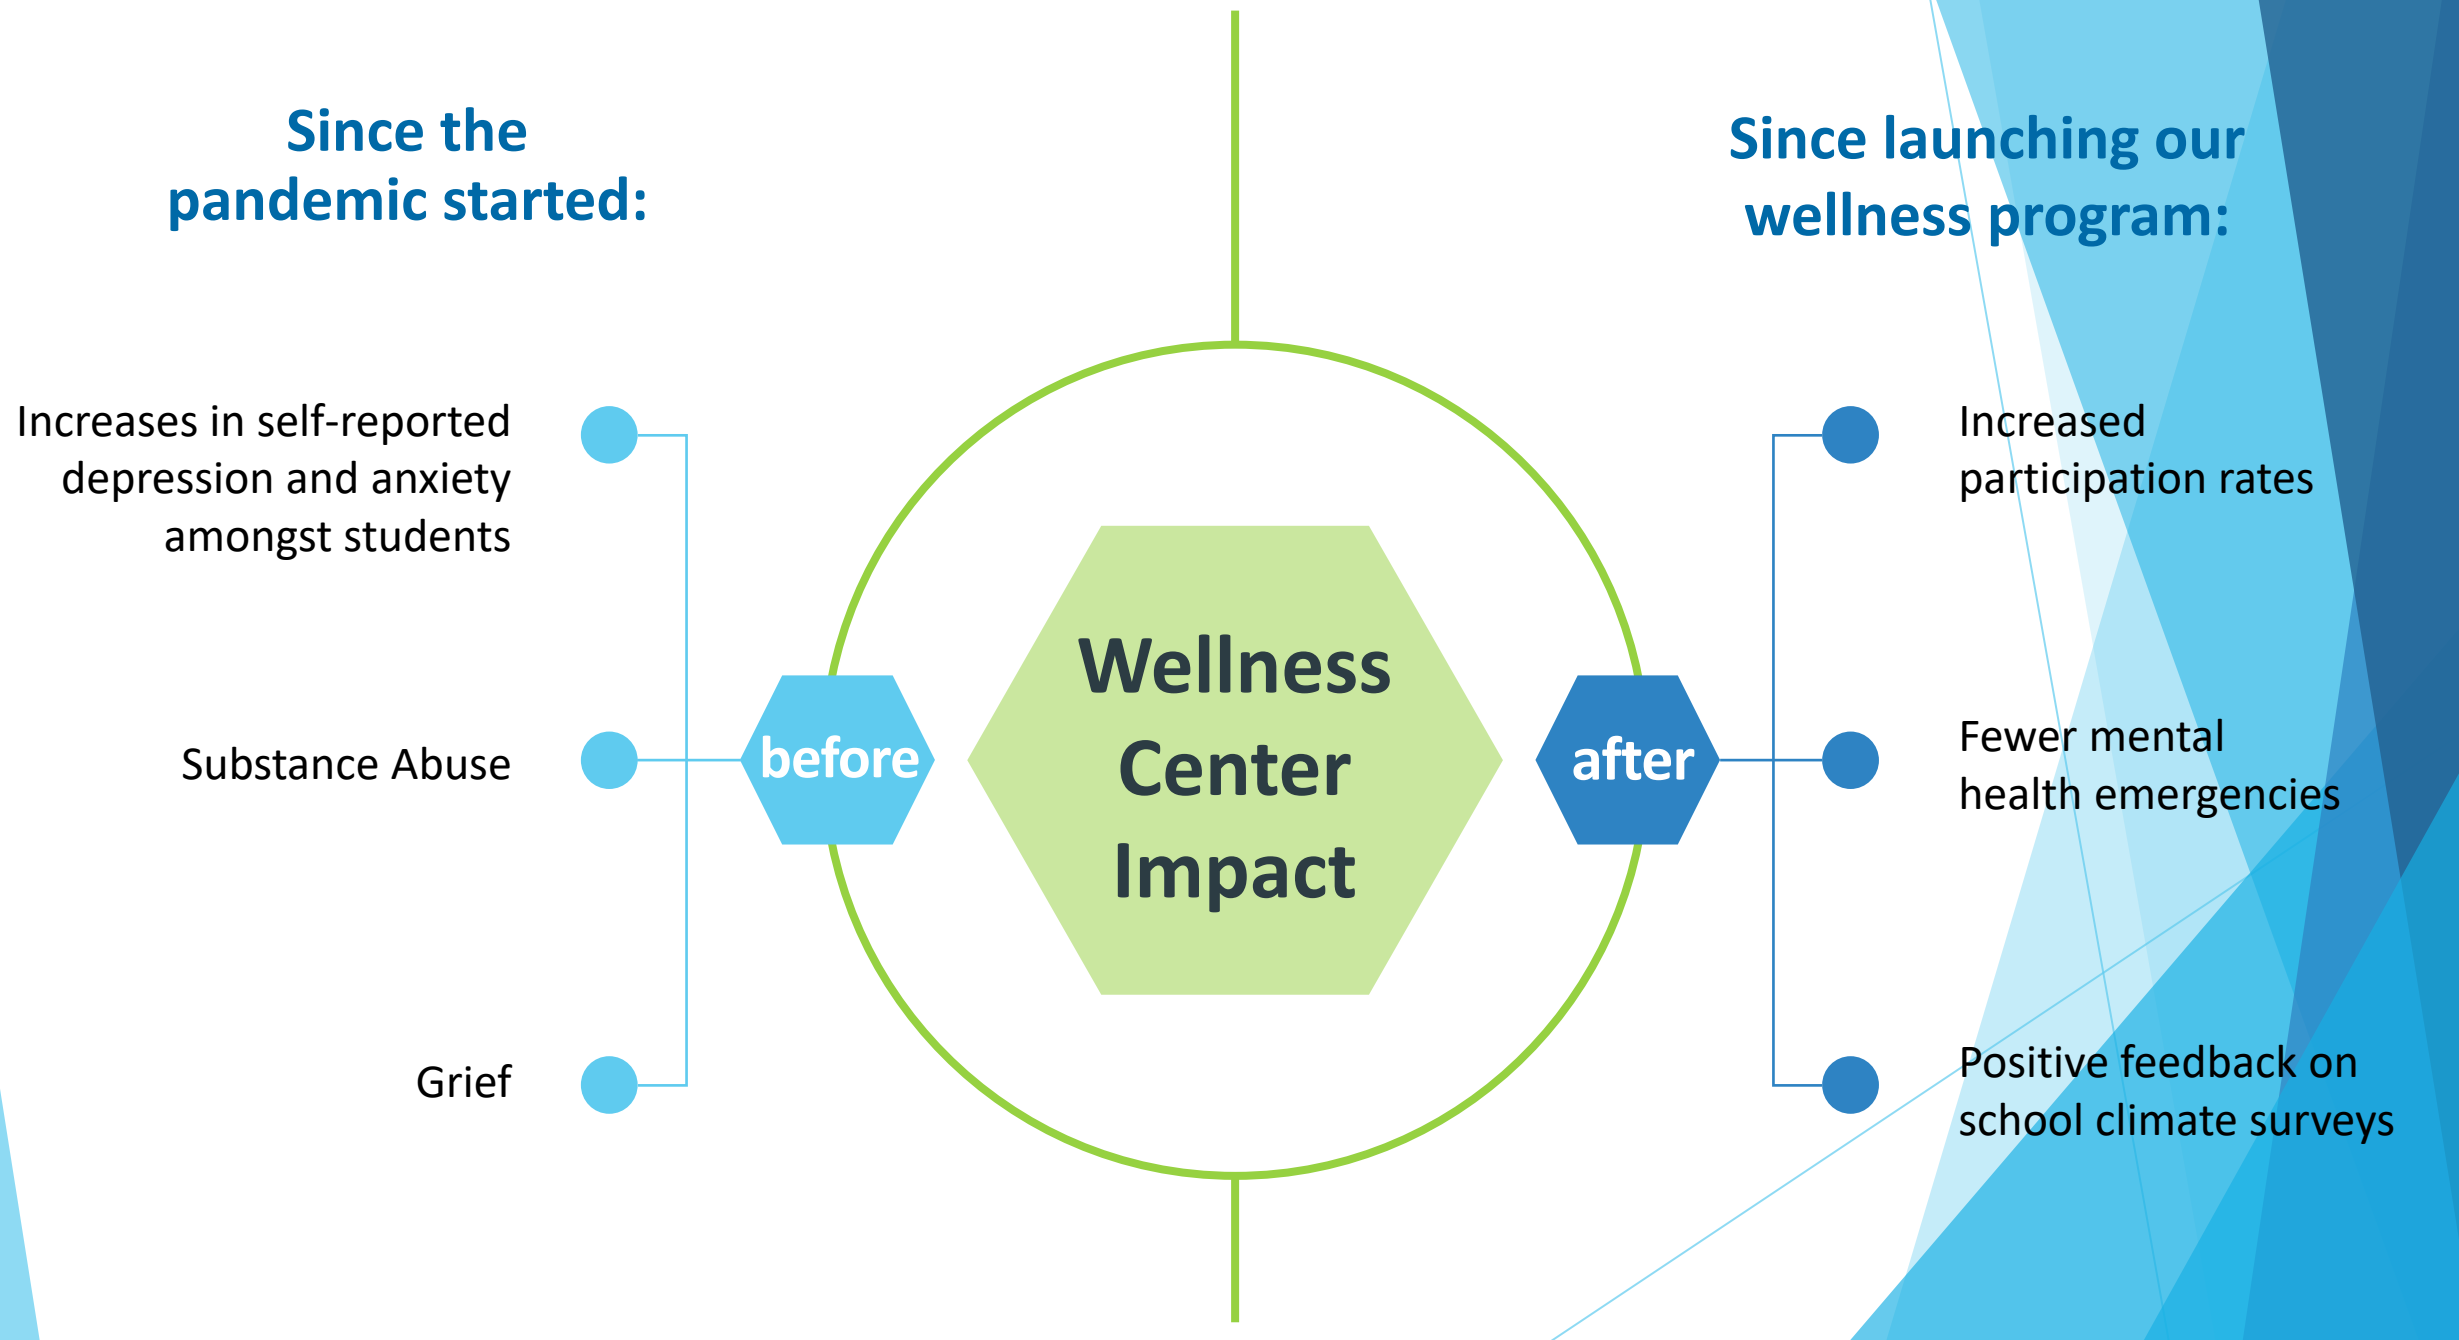 Since the
pandemic started:
Increases in self-reported
depression and anxiety
amongst students
Substance Abuse
Grief
before
Wellness
Center
Impact
after
Since launching our
wellness program:
Increased
participation rates
Fewer mental
health emergencies
Positive feedback on
school climate surveys